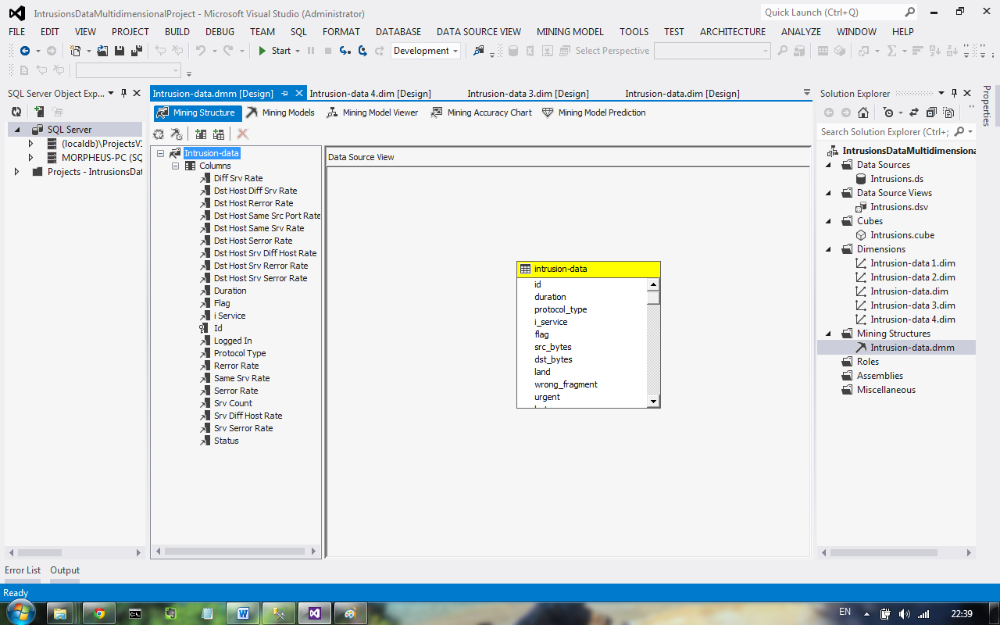 IntrusionsDataMultidimensionalProject - Microsoft Visual Studio (Administrator)
Quick Launch (Ctrl+Q)
FILE EDIT VIEW PROJECT BUILD DEBUG TEAM SQL FORMAT DATABASE DATA SOURCE VIEW MINING MODEL TOOLS TEST ARCHITECTURE ANALYZE WINDOW HELP
Start Development Select Perspective
SQL Server Object Exp...
SQL Server
(localdb)\ProjectsV
MORPHEUS-PC (SQ
Projects - IntrusionsDat
Intrusion-data.dmm [Design] Intrusion-data 4.dim [Design] Intrusion-data 3.dim [Design] Intrusion-data.dim [Design]
Mining Structure Mining Models Mining Model Viewer Mining Accuracy Chart Mining Model Prediction
Intrusion-data
Columns
Diff Srv Rate
Dst Host Diff Srv Rate
Dst Host Rerror Rate
Dst Host Same Src Port Rate
Dst Host Same Srv Rate
Dst Host Serror Rate
Dst Host Srv Diff Host Rate
Dst Host Srv Rerror Rate
Dst Host Srv Serror Rate
Duration
Flag
i Service
Id
Logged In
Protocol Type
Rerror Rate
Same Srv Rate
Serror Rate
Srv Count
Srv Diff Host Rate
Srv Serror Rate
Status
Data Source View
intrusion-data
id
duration
protocol_type
i_service
flag
src_bytes
dst_bytes
land
wrong_fragment
urgent
Solution Explorer
Search Solution Explorer (Ctrl+;
IntrusionsDataMultidimensiona
Data Sources
Intrusions.ds
Data Source Views
Intrusions.dsv
Cubes
Intrusions.cube
Dimensions
Intrusion-data 1.dim
Intrusion-data 2.dim
Intrusion-data.dim
Intrusion-data 3.dim
Intrusion-data 4.dim
Mining Structures
Intrusion-data.dmm
Roles
Assemblies
Miscellaneous
Properties
Error List Output
Ready
EN 22:39